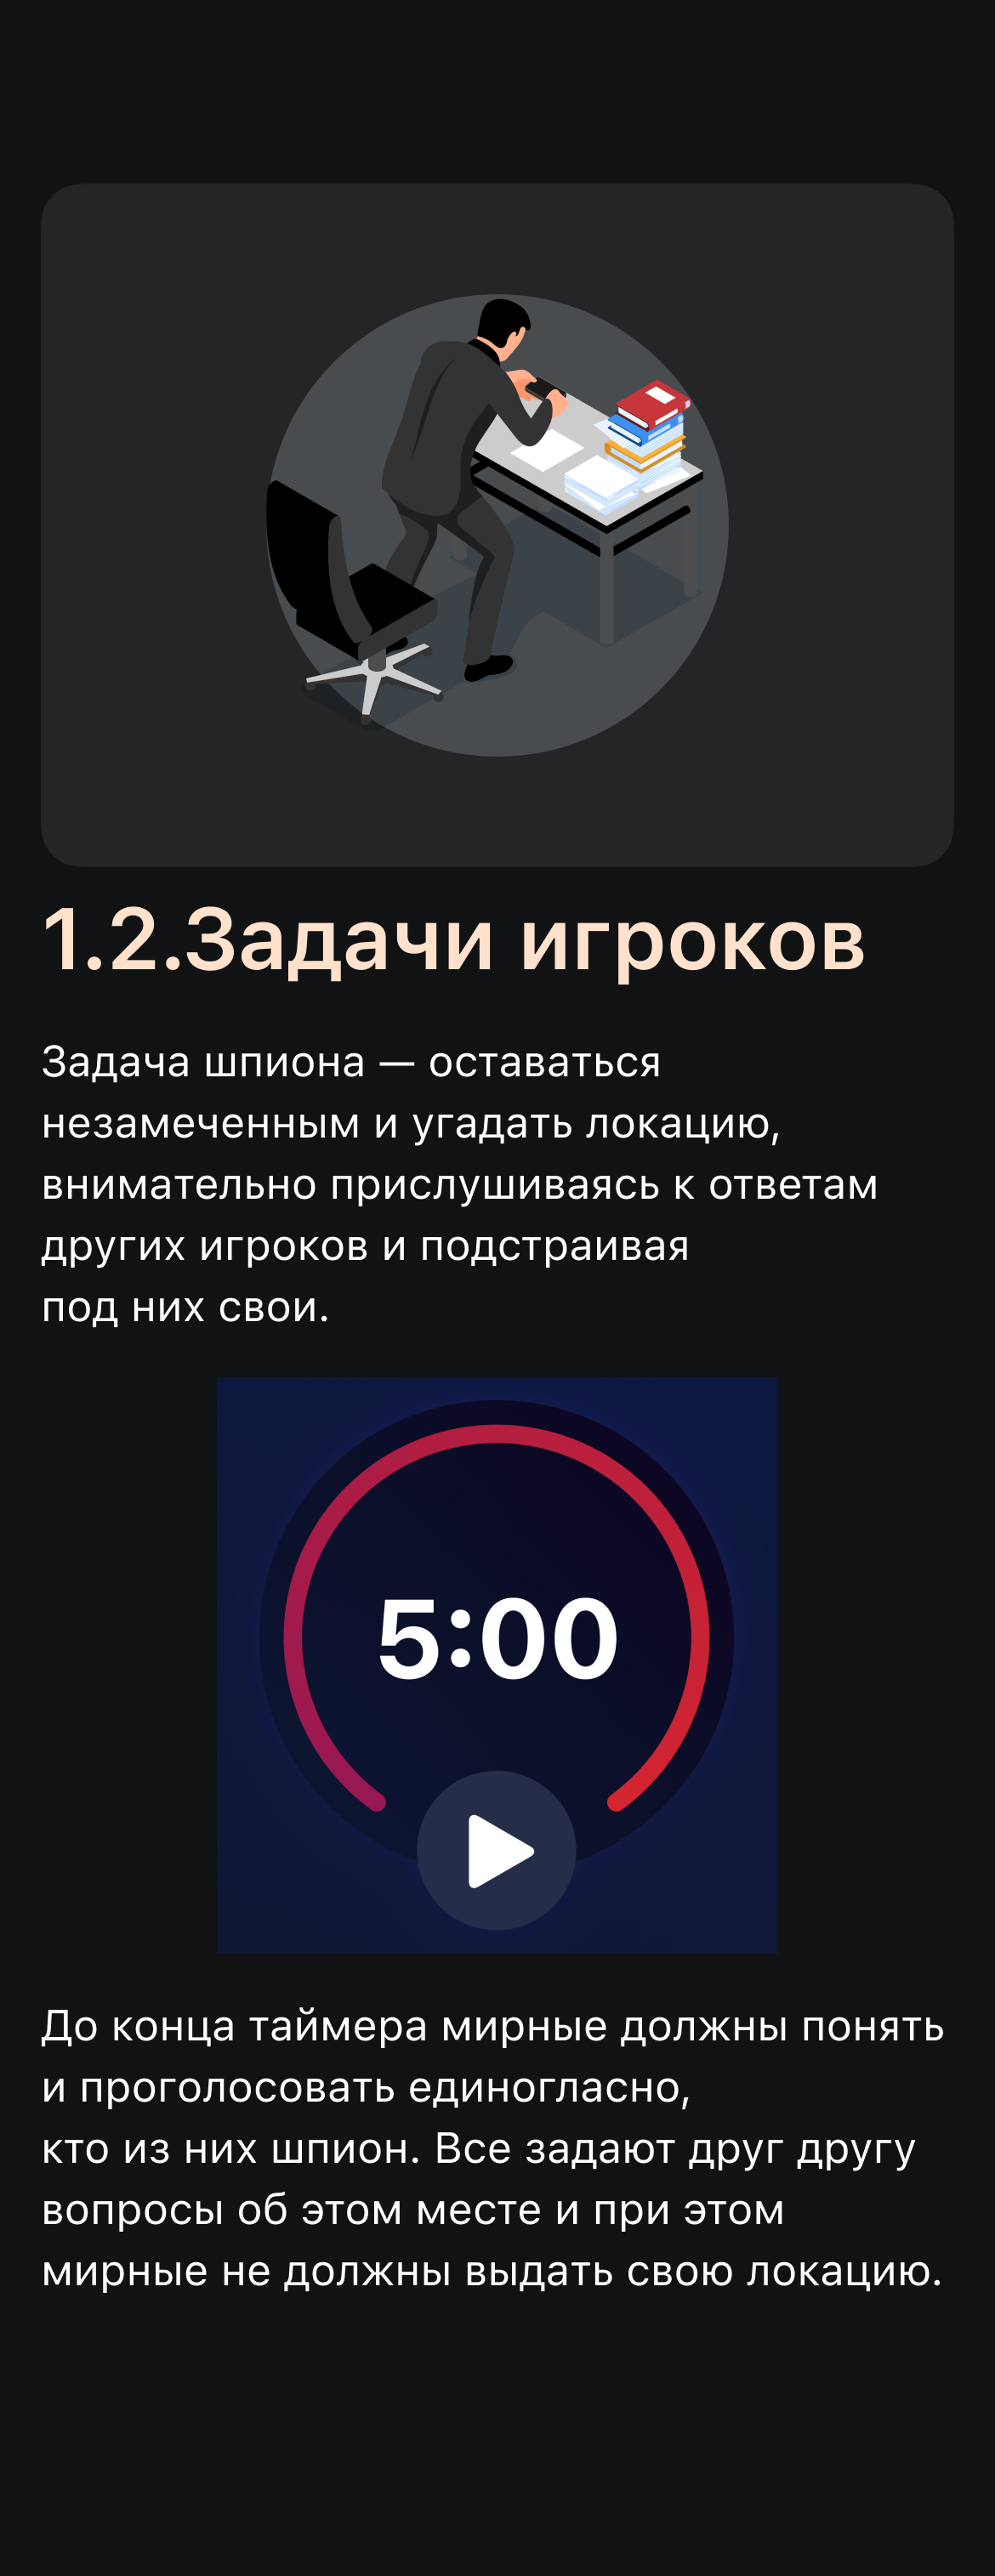 1.2.Задачи игроков
Задача шпиона — оставаться
незамеченным и угадать локацию,
внимательно прислушиваясь к ответам
других игроков и подстраивая
под них свои.
5:00
До конца таймера мирные должны понять
и проголосовать единогласно,
кто из них шпион. Все задают друг другу
вопросы об этом месте и при этом
мирные не должны выдать свою локацию.